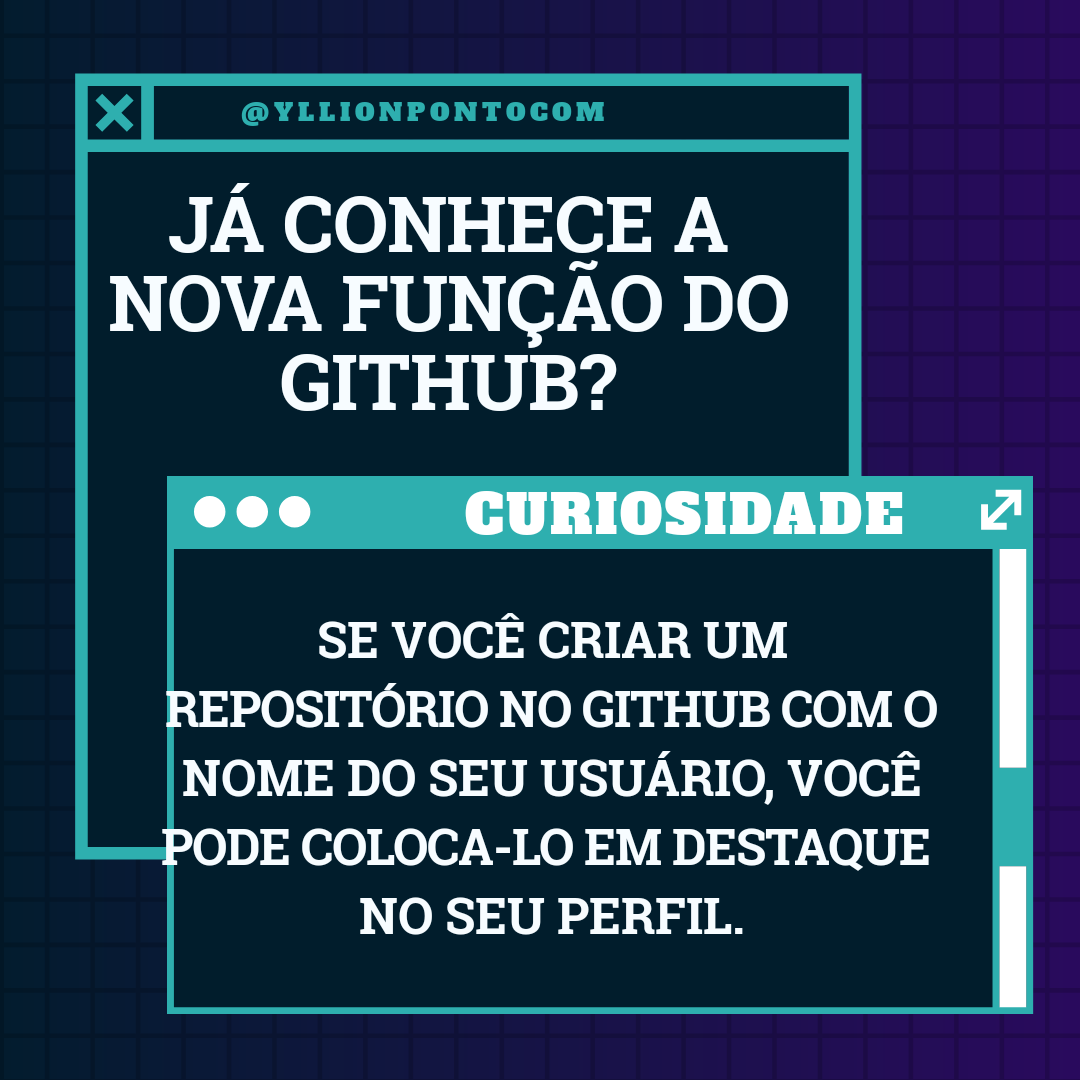 @YLLIONPONTOCOM
JÁ CONHECE A
NOVA FUNÇÃO DO
GITHUB?
CURIOSIDADE
SE VOCÊ CRIAR UM
REPOSITÓRIO NO GITHUB COM O
NOME DO SEU USUÁRIO, VOCÊ
PODE COLOCA-LO EM DESTAQUE
NO SEU PERFIL.